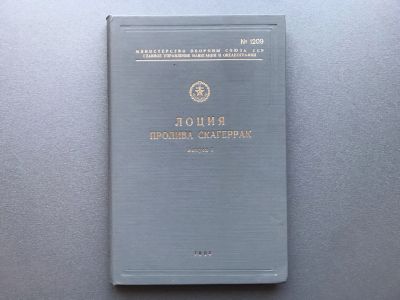 № 1209
МИНИСТЕРСТВО ОБОРОНЫ СОЮЗА ССР
ГЛАВНОЕ УПРАВЛЕНИЕ НАВИГАЦИИ И ОКЕАНОГРАФИИ
ЛОЦИЯ
ПРОЛИВА СКАГЕРРАК